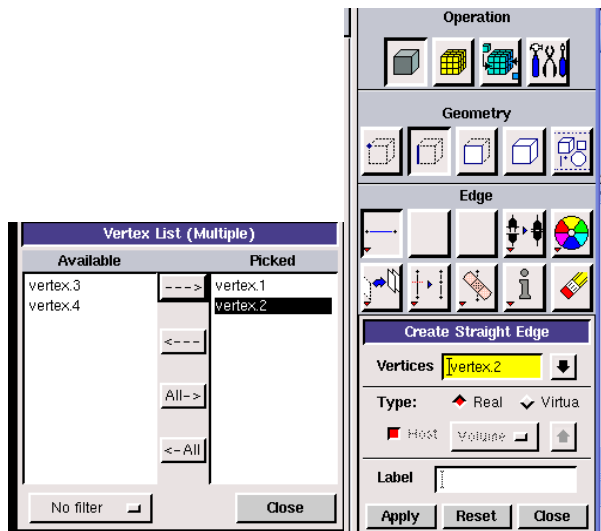 Operation
Geometry
Edge
Vertex List (Multiple)
Available Picked
vertex.3
vertex.4
--->
<---
All->
<-All
vertex.1
vertex.2
No filter
Close
Create Straight Edge
Vertices vertex.2
Type: Real Virtua
Host Volume
Label
Apply Reset Close